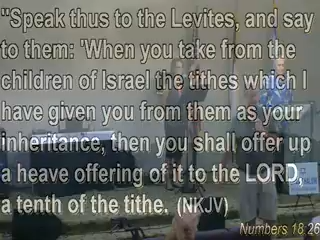 "Speak thus to the Levites, and say
to them: 'When you take from the
children of Israel the tithes which I
have given you from them as your
inheritance, then you shall offer up
a heave offering of it to the LORD,
a tenth of the tithe. (NKJV)
Numbers 18:26